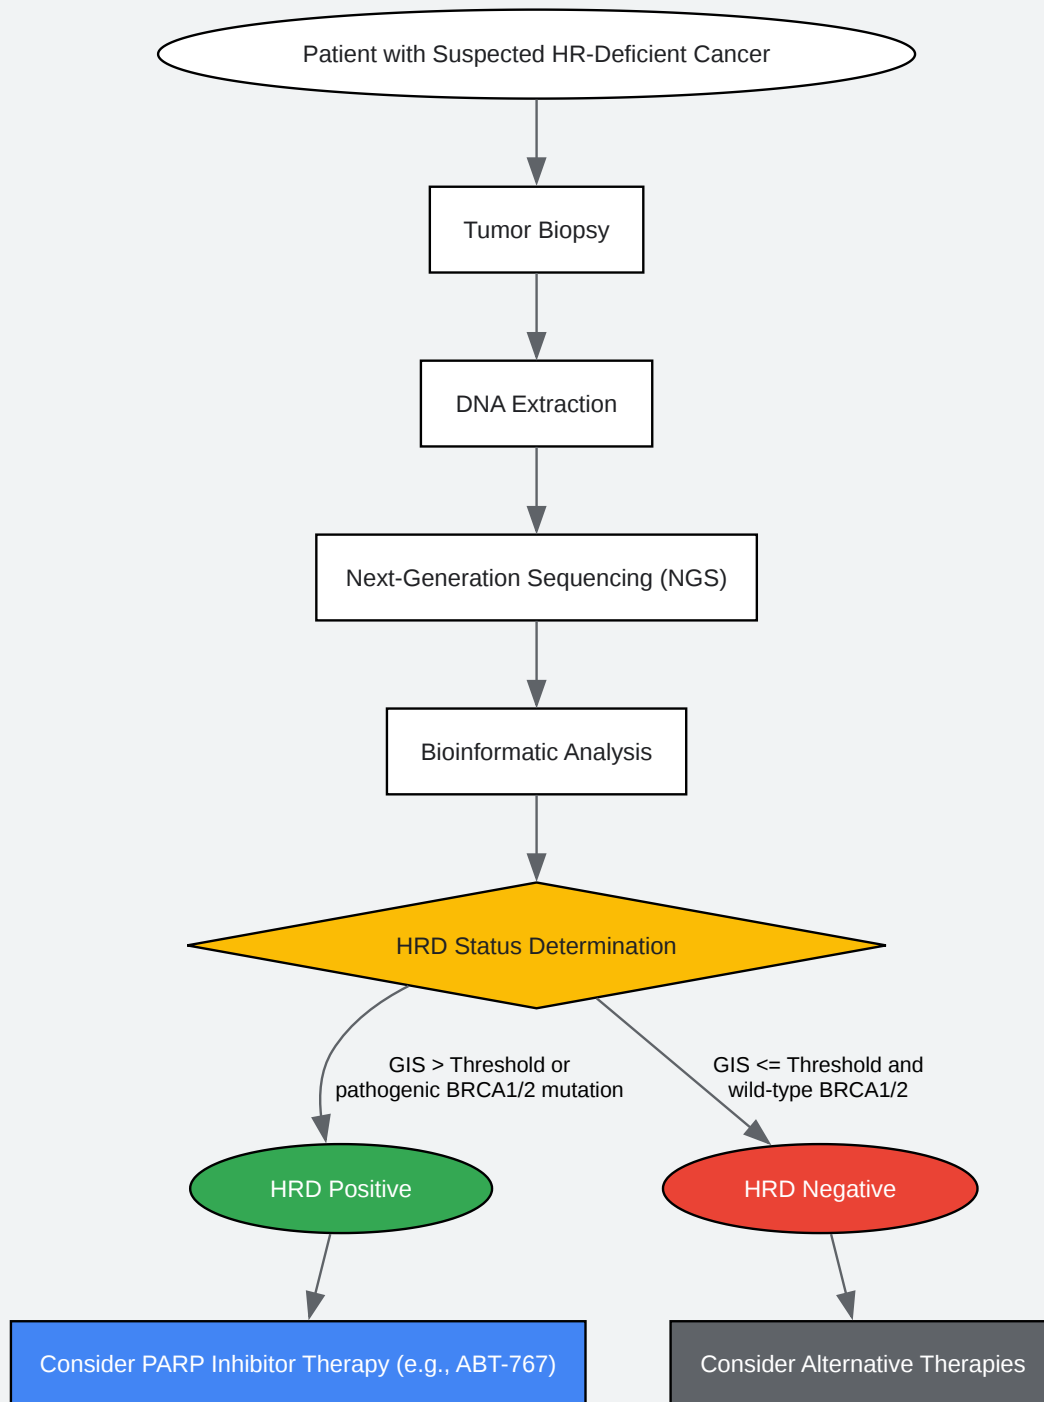 Patient with Suspected HR-Deficient Cancer
Tumor Biopsy
DNA Extraction
Next-Generation Sequencing (NGS)
Bioinformatic Analysis
HRD Status Determination
GIS > Threshold or
pathogenic BRCA1/2 mutation
GIS <= Threshold and
wild-type BRCA1/2
HRD Positive
HRD Negative
Consider PARP Inhibitor Therapy (e.g., ABT-767)
Consider Alternative Therapies